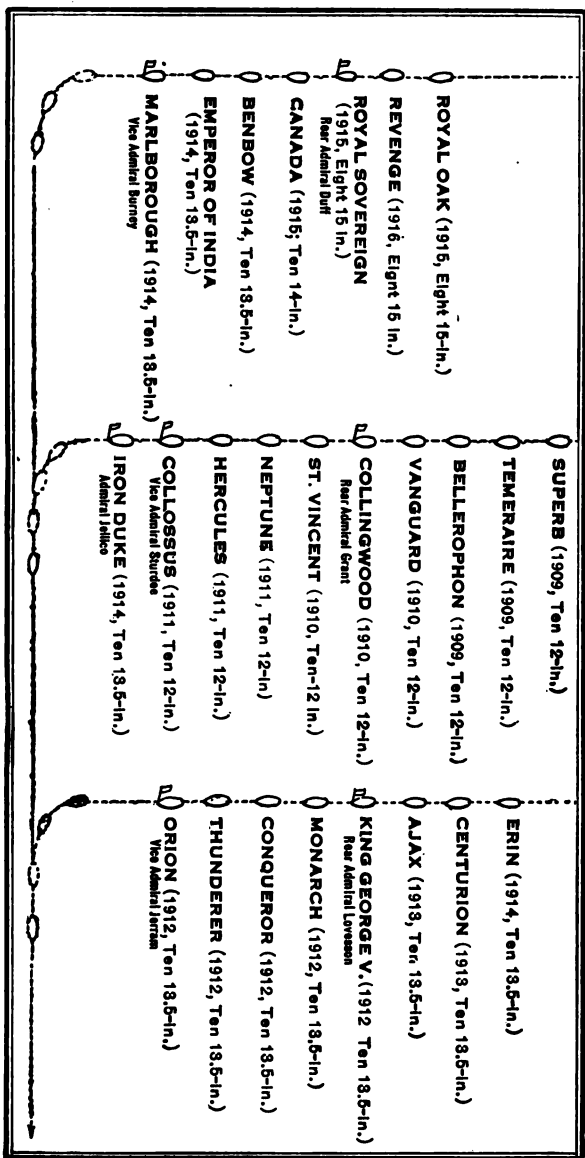 ROYAL OAK (1915, Eight 15-In.)
REVENGE (1916, Eignt 15 In.)
ROYAL SOVEREIGN
(1915, Eight 15 In.)
Rear Admiral Duff
CANADA (1915; Ten 14-In.)
BENBOW (1914, Ten 13.5-In.)
EMPEROR OF INDIA
(1914, Ten 13.5-In.)
MARLBOROUGH (1914, Ten 13.5-In.)
Vice Admiral Burney
SUPERB (1909, Ten 12-In.)
TEMERAIRE (1909, Ten 12-In.)
BELLEROPHON (1909, Ten 12-In.)
VANGUARD (1910, Ten 12-In.)
COLLINGWOOD (1910, Ten 12-In.)
Rear Admiral Grant
ST. VINCENT (1910, Ten-12 In.)
NEPTUNE (1911, Ten 12-In)
HERCULES (1911, Ten 12-In.)
COLLOSSUS (1911, Ten 12-In.)
Vice Admiral Sturdee
IRON DUKE (1914, Ten 13.5-In.)
Admiral Jellico
ERIN (1914, Ten 13.5-In.)
CENTURION (1913, Ten 13.5-In.)
AJAX (1913, Ten 13.5-In.)
KING GEORGE V. (1912 Ten 13.5-In.)
Rear Admiral Lovesson
MONARCH (1912, Ten 13.5-In.)
CONQUEROR (1912, Ten 13.5-In.)
THUNDERER (1912, Ten 13.5-In.)
ORION (1912, Ten 13.5-In.)
Vice Admiral Jerram